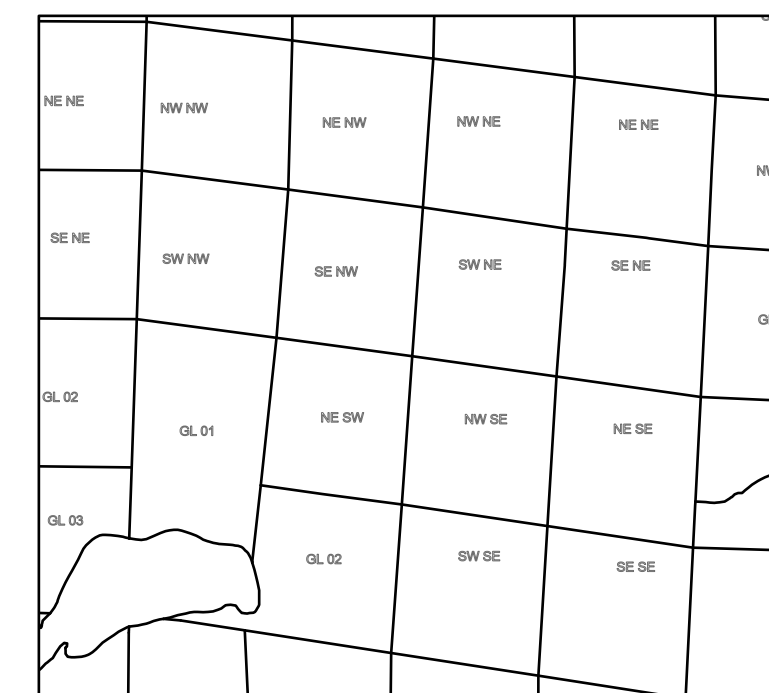 NE NE
NW NW
NE NW
NW NE
NE NE
SE NE
SW NW
SE NW
SW NE
SE NE
GL 02
GL 01
NE SW
NW SE
NE SE
GL 03
GL 02
SW SE
SE SE